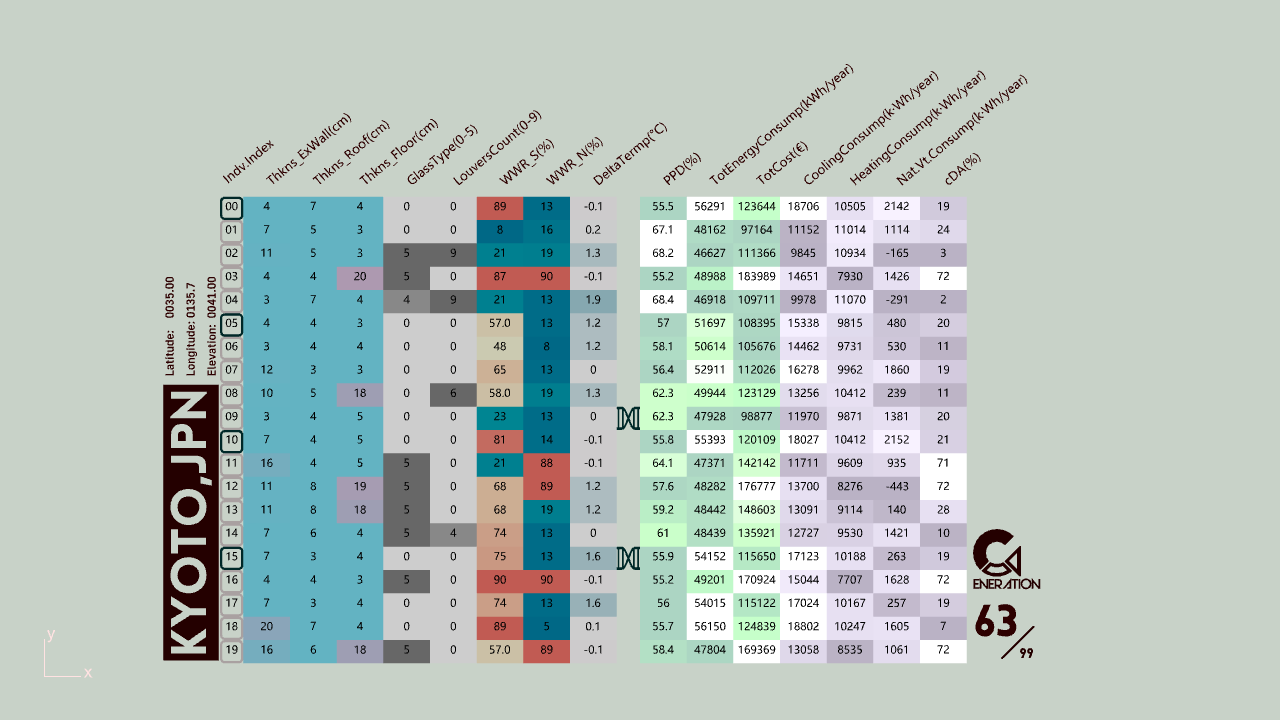 Indv.Index Thkns_ExWall(cm) Thkns_Roof(cm) Thkns_Floor(cm) GlassType(0-5) LouversCount(0-9) WWR_S(%) WWR_N(%) DeltaTermp(°C) PPD(%) TotEnergyConsump(kWh/year) TotCost(€) CoolingConsump(k·Wh/year) HeatingConsump(k·Wh/year) Nat.Vt.Consump(k·Wh/year) cDA(%)
00 4 7 4 0 0 89 13 -0.1 55.5 56291 123644 18706 10505 2142 19
01 7 5 3 0 0 8 16 0.2 67.1 48162 97164 11152 11014 1114 24
02 11 5 3 5 9 21 19 1.3 68.2 46627 111366 9845 10934 -165 3
03 4 4 20 5 0 87 90 -0.1 55.2 48988 183989 14651 7930 1426 72
04 3 7 4 4 9 21 13 1.9 68.4 46918 109711 9978 11070 -291 2
05 4 4 3 0 0 57.0 13 1.2 57 51697 108395 15338 9815 480 20
06 3 4 4 0 0 48 8 1.2 58.1 50614 105676 14462 9731 530 11
07 12 3 3 0 0 65 13 0 56.4 52911 112026 16278 9962 1860 19
08 10 5 18 0 6 58.0 19 1.3 62.3 49944 123129 13256 10412 239 11
09 3 4 5 0 0 23 13 0 62.3 47928 98877 11970 9871 1381 20
10 7 4 5 0 0 81 14 -0.1 55.8 55393 120109 18027 10412 2152 21
11 16 4 5 5 0 21 88 -0.1 64.1 47371 142142 11711 9609 935 71
12 11 8 19 5 0 68 89 1.2 57.6 48282 176777 13700 8276 -443 72
13 11 8 18 5 0 68 19 1.2 59.2 48442 148603 13091 9114 140 28
14 7 6 4 5 4 74 13 0 61 48439 135921 12727 9530 1421 10
15 7 3 4 0 0 75 13 1.6 55.9 54152 115650 17123 10188 263 19
16 4 4 3 5 0 90 90 -0.1 55.2 49201 170924 15044 7707 1628 72
17 7 3 4 0 0 74 13 1.6 56 54015 115122 17024 10167 257 19
18 20 7 4 0 0 89 5 0.1 55.7 56150 124839 18802 10247 1605 7
19 16 6 18 5 0 57.0 89 -0.1 58.4 47804 169369 13058 8535 1061 72
Latitude: 0035.00
Longitude: 0135.7
Elevation: 0041.00
KYOTO,JPN
ENERATION
63/99
y
x